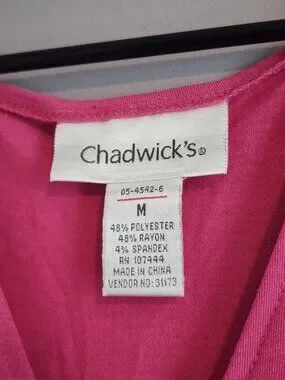 Chadwick's®
05-4542-6
M
48% POLYESTER
48% RAYON
4% SPANDEX
RN 107444
MADE IN CHINA
VENDOR NO: 31173